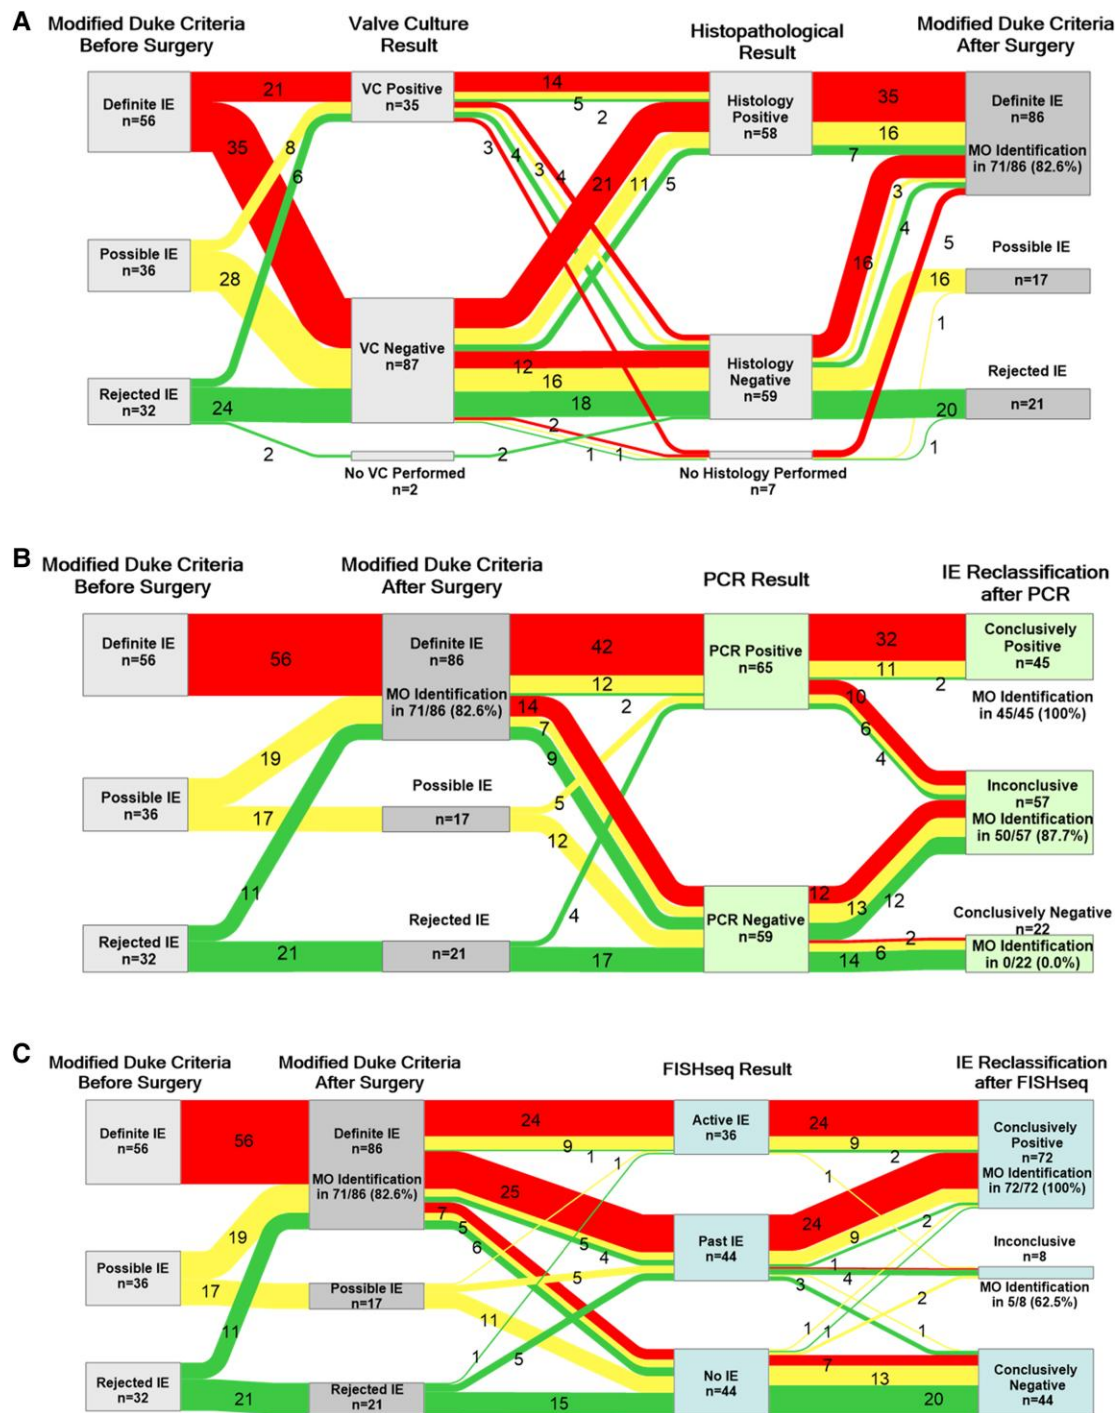 A
Modified Duke Criteria
Before Surgery
Valve Culture
Result
Histopathological
Result
Modified Duke Criteria
After Surgery
Definite IE
n=56
21
VC Positive
n=35
14
5
2
Histology
Positive
n=58
35
16
7
Definite IE
n=86
MO Identification
in 71/86 (82.6%)
35
8
6
3
4
3
4
21
11
5
3
4
16
5
Possible IE
n=36
28
Possible IE
n=17
16
1
VC Negative
n=87
12
16
18
Histology
Negative
n=59
Rejected IE
n=32
24
2
2
2
1
1
Rejected IE
n=21
20
1
No VC Performed
n=2
No Histology Performed
n=7
B
Modified Duke Criteria
Before Surgery
Modified Duke Criteria
After Surgery
PCR Result
IE Reclassification
after PCR
Definite IE
n=56
56
Definite IE
n=86
MO Identification
in 71/86 (82.6%)
42
12
2
14
7
9
PCR Positive
n=65
32
11
2
10
6
4
Conclusively
Positive
n=45
MO Identification
in 45/45 (100%)
Possible IE
n=36
19
17
Possible IE
n=17
5
12
Inconclusive
n=57
MO Identification
in 50/57 (87.7%)
11
Rejected IE
n=32
21
Rejected IE
n=21
4
17
PCR Negative
n=59
12
13
12
2
6
14
Conclusively Negative
n=22
MO Identification
in 0/22 (0.0%)
C
Modified Duke Criteria
Before Surgery
Modified Duke Criteria
After Surgery
FISHseq Result
IE Reclassification
after FISHseq
Definite IE
n=56
56
Definite IE
n=86
MO Identification
in 71/86 (82.6%)
24
9
1
1
25
5
4
7
5
6
Active IE
n=36
24
9
2
1
Conclusively
Positive
n=72
MO Identification
in 72/72 (100%)
Possible IE
n=36
19
17
Possible IE
n=17
5
11
Past IE
n=44
24
9
2
1
4
3
Inconclusive
n=8
MO Identification
in 5/8 (62.5%)
11
Rejected IE
n=32
21
Rejected IE
n=21
1
5
15
No IE
n=44
1
1
2
1
7
13
20
Conclusively
Negative
n=44